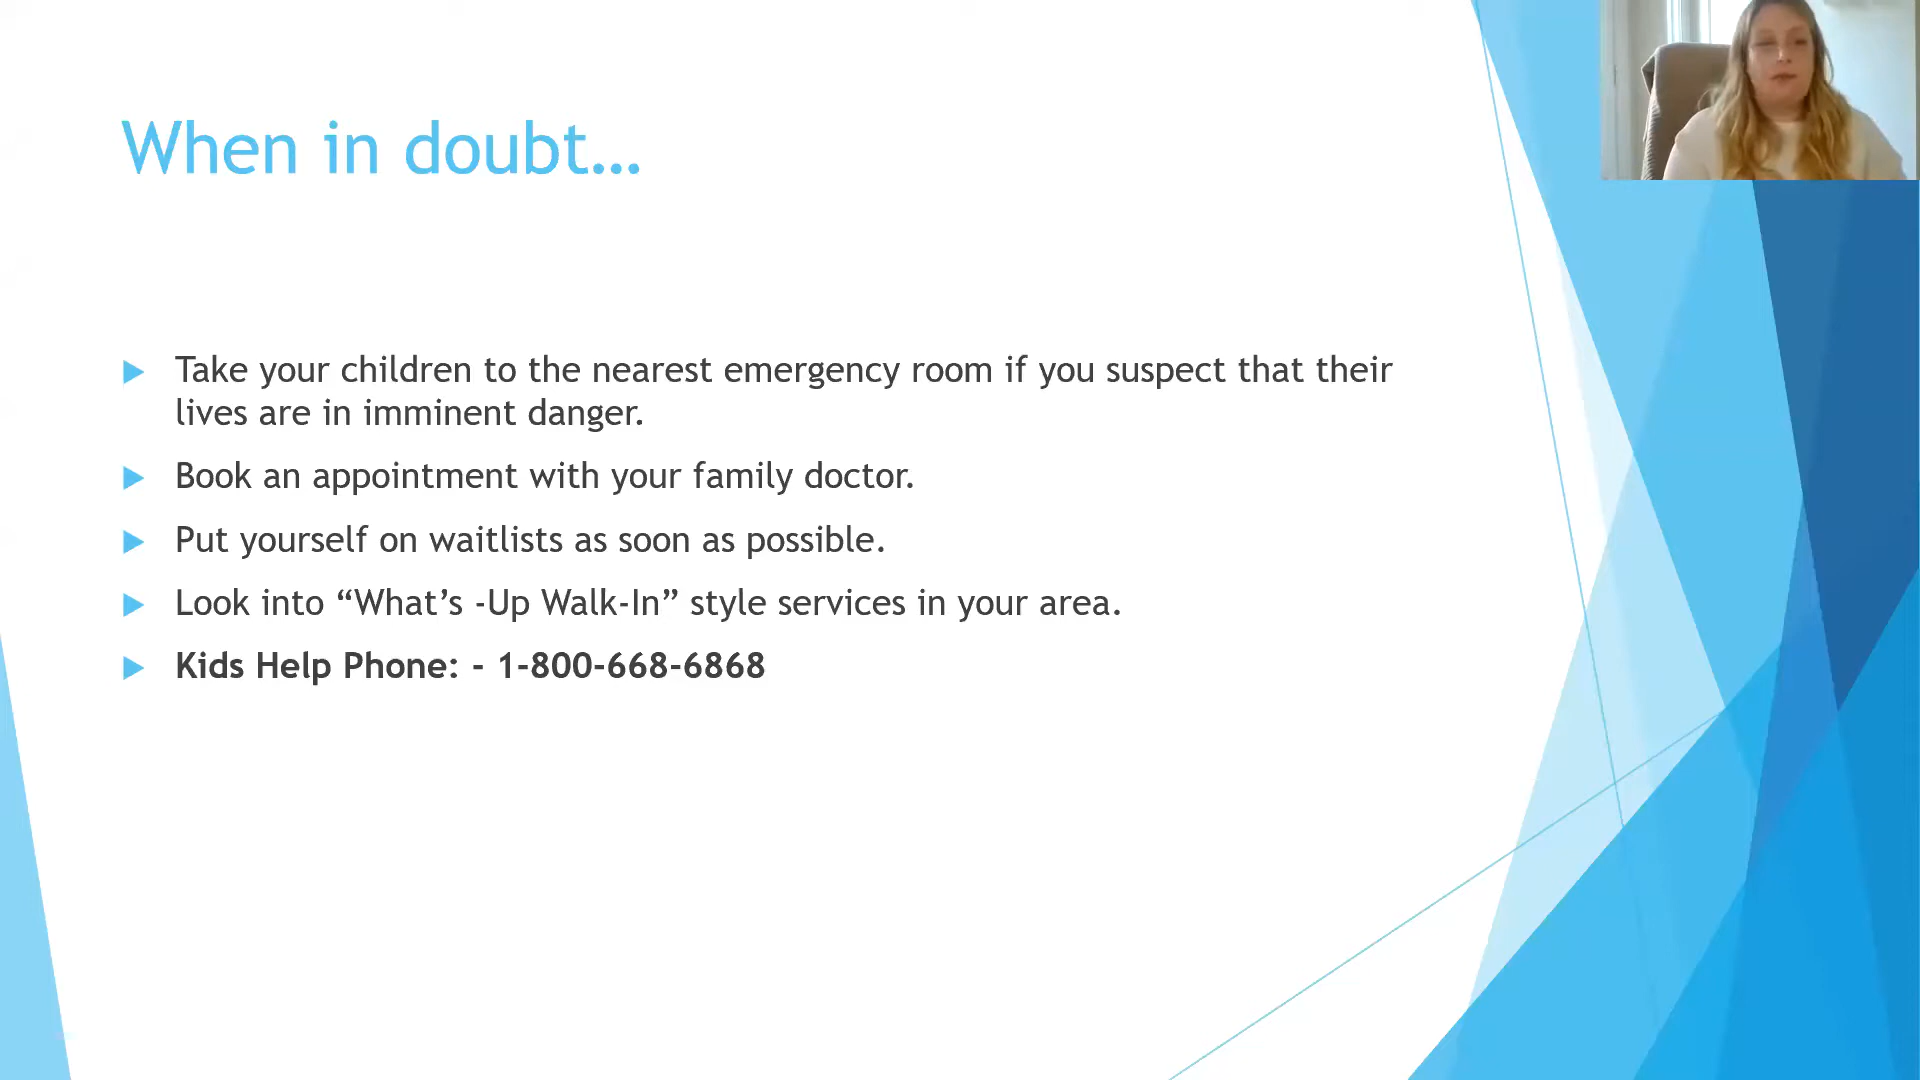 When in doubt…
Take your children to the nearest emergency room if you suspect that their
lives are in imminent danger.
Book an appointment with your family doctor.
Put yourself on waitlists as soon as possible.
Look into “What’s -Up Walk-In” style services in your area.
Kids Help Phone: - 1-800-668-6868